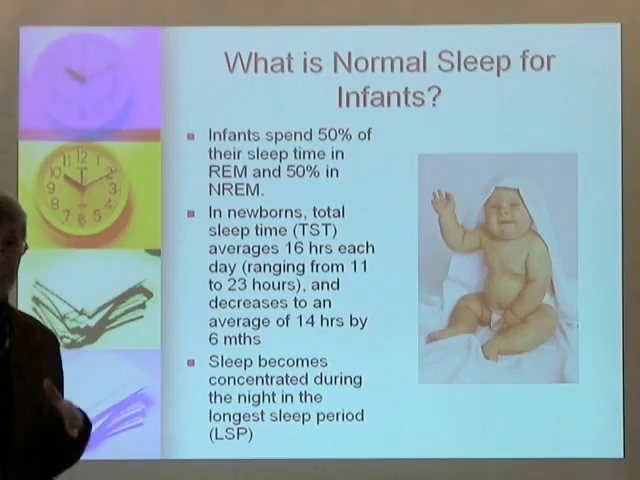 What is Normal Sleep for
Infants?
Infants spend 50% of
their sleep time in
REM and 50% in
NREM.
In newborns, total
sleep time (TST)
averages 16 hrs each
day (ranging from 11
to 23 hours), and
decreases to an
average of 14 hrs by
6 mths
Sleep becomes
concentrated during
the night in the
longest sleep period
(LSP)